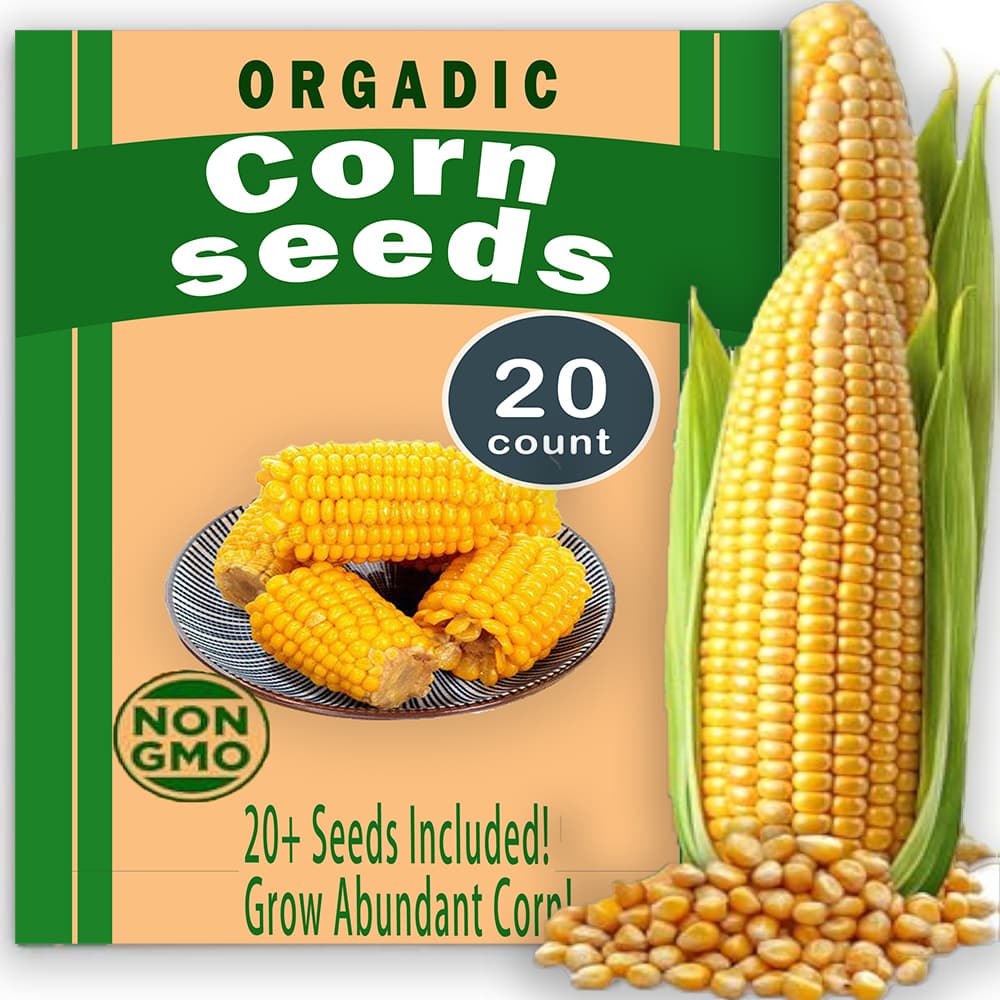 ORGADIC
Corn
seeds
20
count
NON
GMO
20+ Seeds Included!
Grow Abundant Corn!